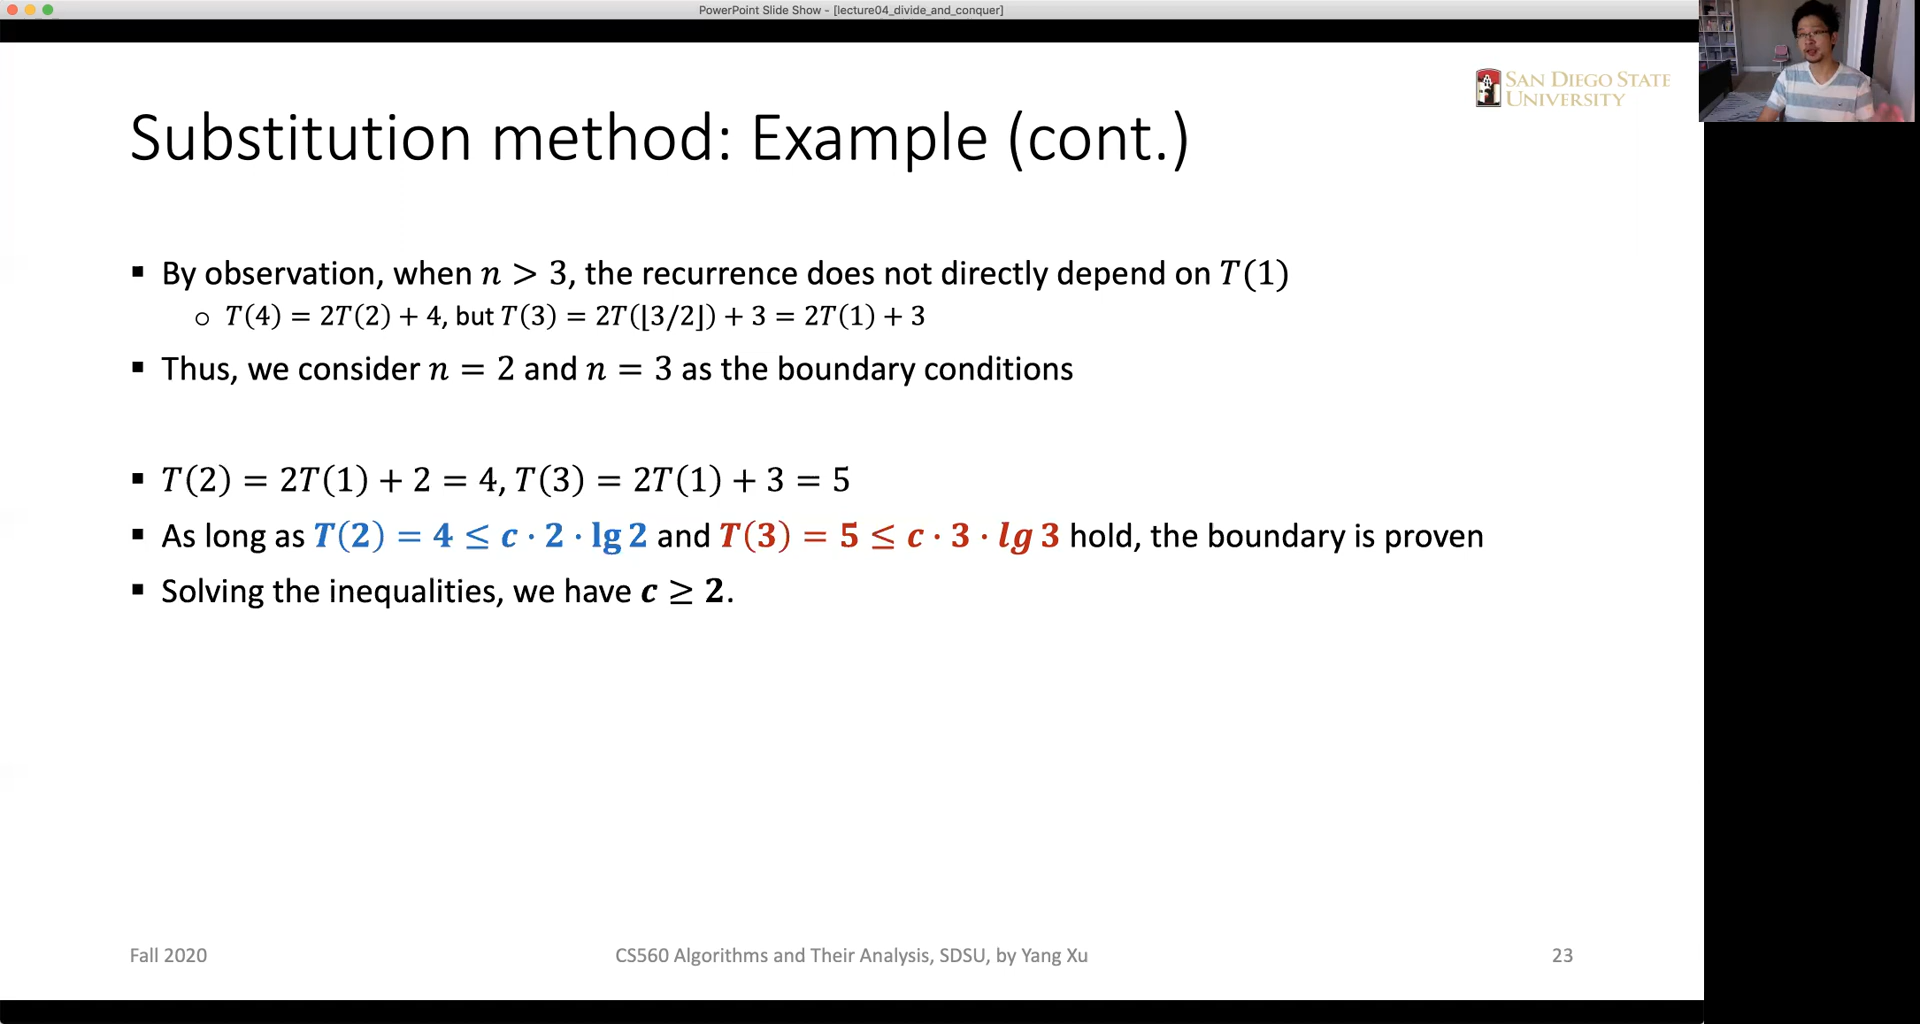 PowerPoint Slide Show - [lecture04_divide_and_conquer]
SAN DIEGO STATE
UNIVERSITY
Substitution method: Example (cont.)
▪ By observation, when n > 3, the recurrence does not directly depend on T(1)
○ T(4) = 2T(2) + 4, but T(3) = 2T(⌊3/2⌋) + 3 = 2T(1) + 3
▪ Thus, we consider n = 2 and n = 3 as the boundary conditions
▪ T(2) = 2T(1) + 2 = 4, T(3) = 2T(1) + 3 = 5
▪ As long as T(2) = 4 ≤ c · 2 · lg 2 and T(3) = 5 ≤ c · 3 · lg 3 hold, the boundary is proven
▪ Solving the inequalities, we have c ≥ 2.
Fall 2020
CS560 Algorithms and Their Analysis, SDSU, by Yang Xu
23